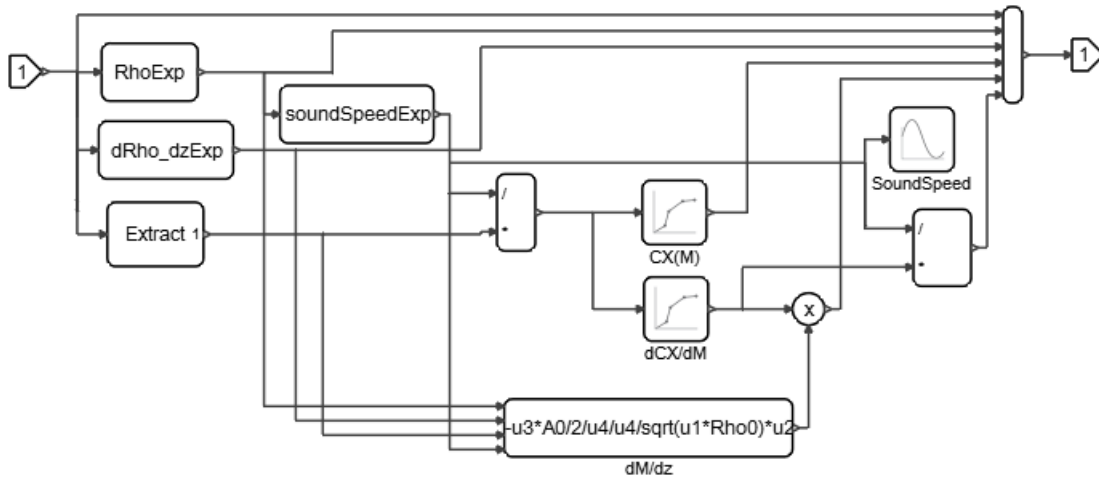 1
1
RhoExp
soundSpeedExp
dRho_dzExp
SoundSpeed
/
*
Extract 1
/
*
CX(M)
dCX/dM
x
-u3*A0/2/u4/u4/sqrt(u1*Rho0)*u2
dM/dz